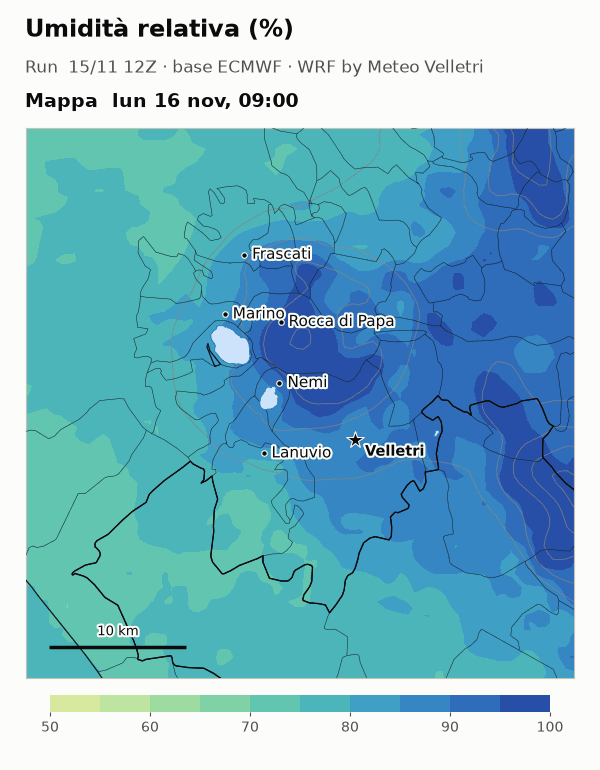 Umidità relativa (%)
Run  15/11 12Z · base ECMWF · WRF by Meteo Velletri
Mappa  lun 16 nov, 09:00
Frascati
Marino
Rocca di Papa
Nemi
Velletri
Lanuvio
10 km
50 60 70 80 90 100